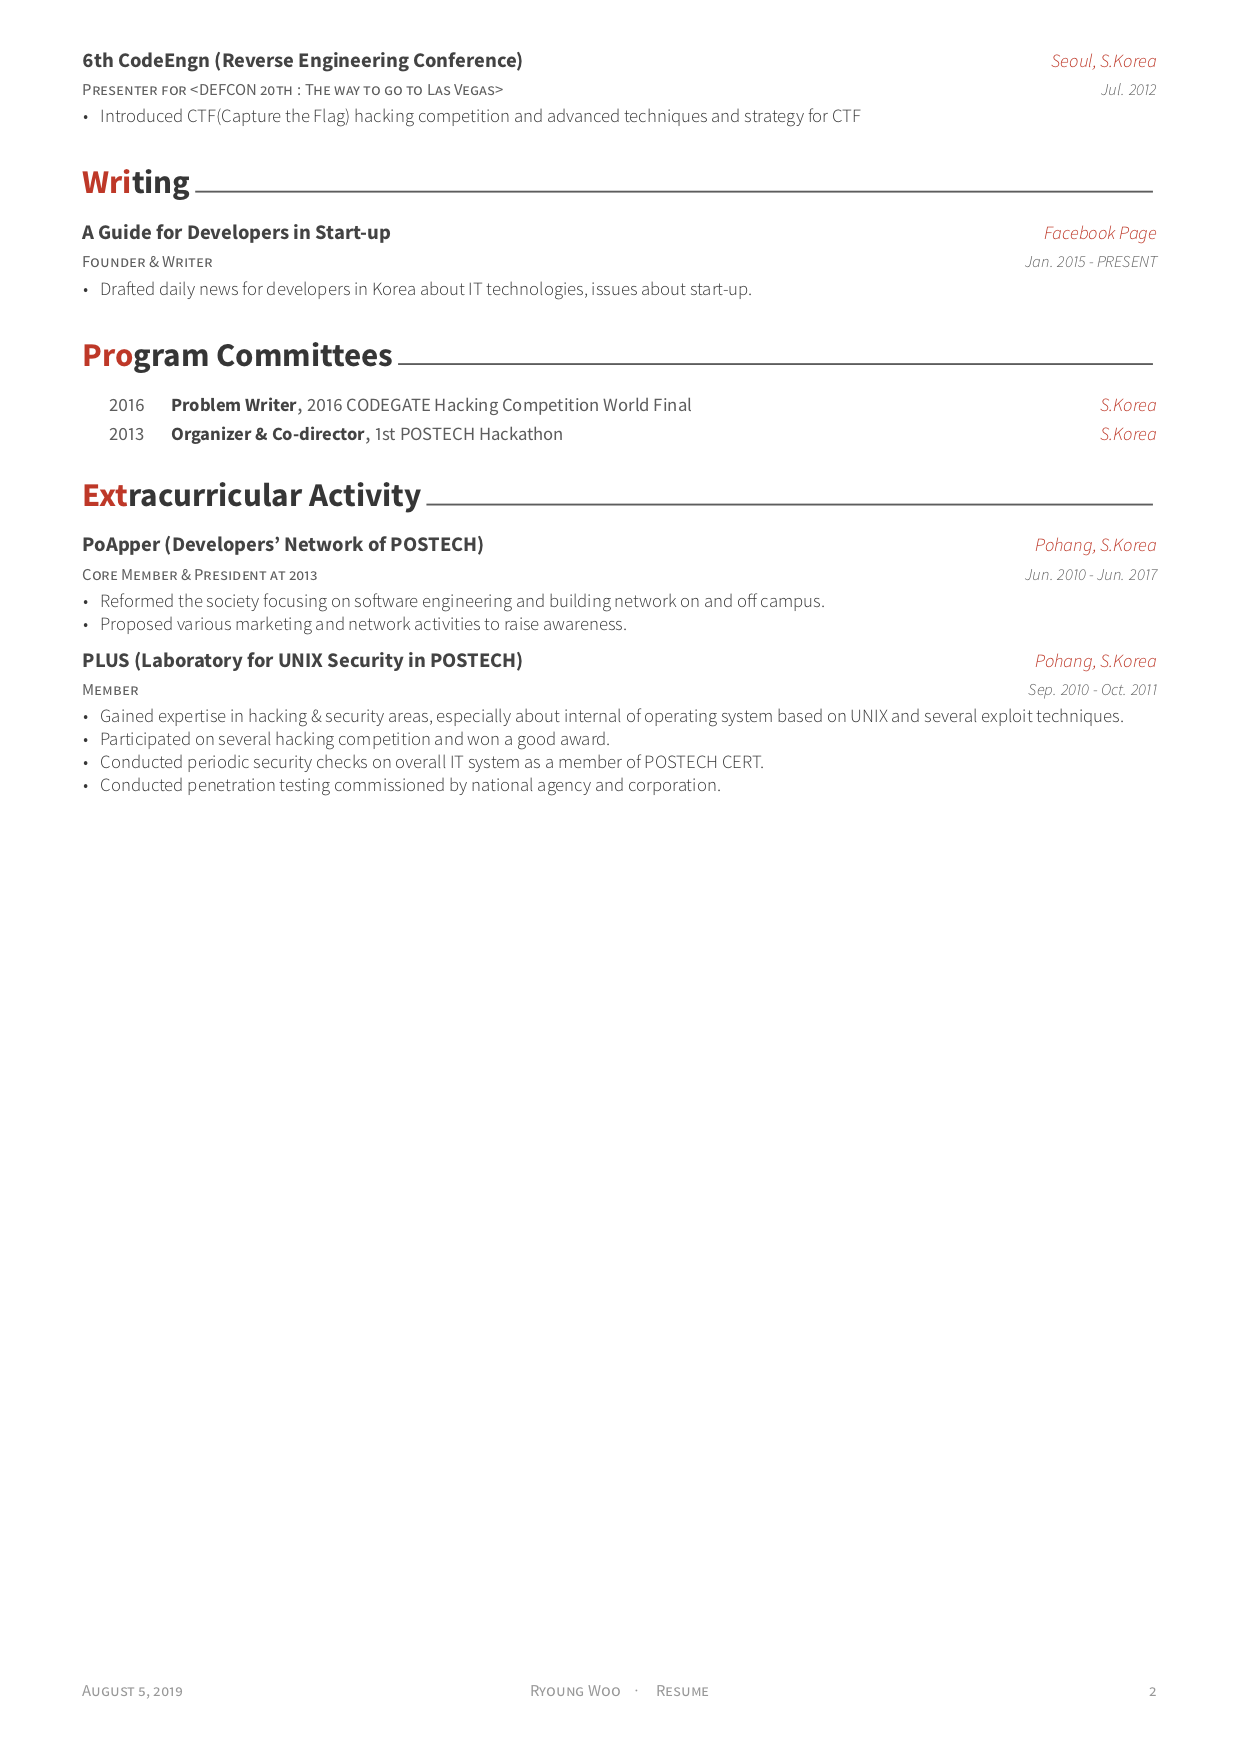 6th CodeEngn (Reverse Engineering Conference) Seoul, S.Korea
Presenter for <DEFCON 20th : The way to go to Las Vegas> Jul. 2012
• Introduced CTF(Capture the Flag) hacking competition and advanced techniques and strategy for CTF
Writing
A Guide for Developers in Start-up Facebook Page
Founder & Writer Jan. 2015 - PRESENT
• Drafted daily news for developers in Korea about IT technologies, issues about start-up.
Program Committees
2016 Problem Writer, 2016 CODEGATE Hacking Competition World Final S.Korea
2013 Organizer & Co-director, 1st POSTECH Hackathon S.Korea
Extracurricular Activity
PoApper (Developers’ Network of POSTECH) Pohang, S.Korea
Core Member & President at 2013 Jun. 2010 - Jun. 2017
• Reformed the society focusing on software engineering and building network on and off campus.
• Proposed various marketing and network activities to raise awareness.
PLUS (Laboratory for UNIX Security in POSTECH) Pohang, S.Korea
Member Sep. 2010 - Oct. 2011
• Gained expertise in hacking & security areas, especially about internal of operating system based on UNIX and several exploit techniques.
• Participated on several hacking competition and won a good award.
• Conducted periodic security checks on overall IT system as a member of POSTECH CERT.
• Conducted penetration testing commissioned by national agency and corporation.
August 5, 2019 Ryoung Woo · Resume 2